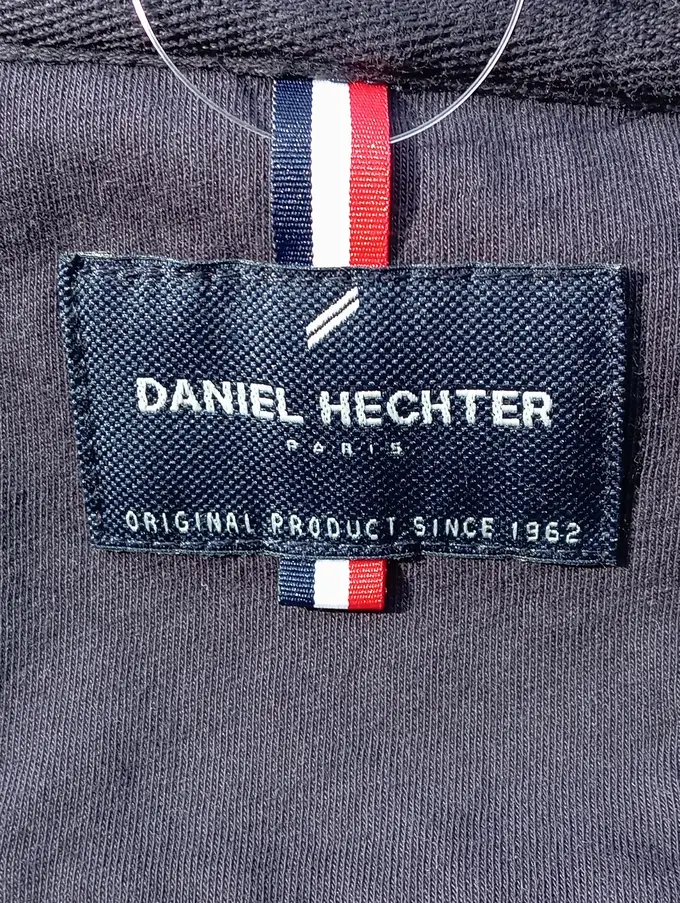 DANIEL HECHTER
PARIS
ORIGINAL PRODUCT SINCE 1962